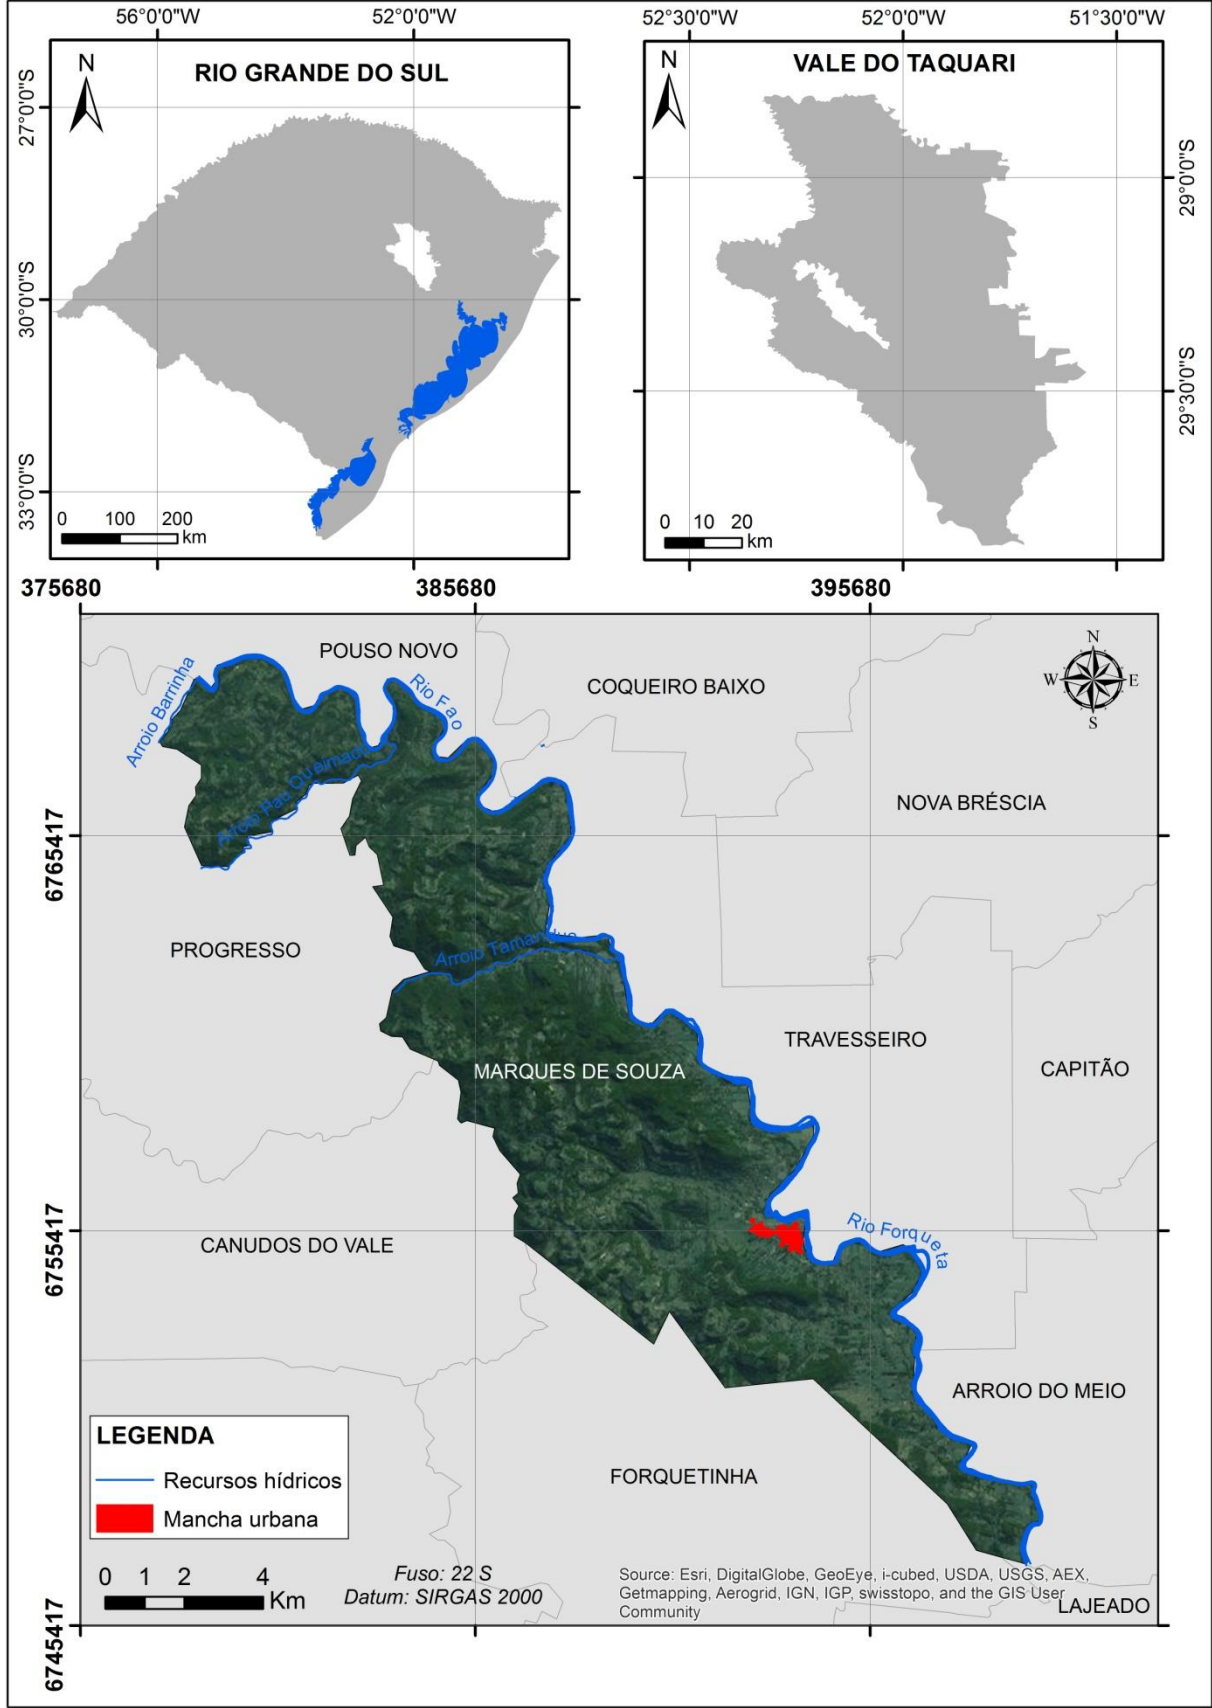 56°0'0"W
52°0'0"W
52°30'0"W
52°0'0"W
51°30'0"W
N
RIO GRANDE DO SUL
27°0'0"S
30°0'0"S
33°0'0"S
0 100 200
km
N
VALE DO TAQUARI
29°0'0"S
29°30'0"S
0 10 20
km
375680
385680
395680
POUSO NOVO
COQUEIRO BAIXO
N
W E
S
Arroio Barrinha
Rio Fao
Arroio Pau Queimado
NOVA BRÉSCIA
6765417
PROGRESSO
Arroio Tamandua
TRAVESSEIRO
MARQUES DE SOUZA
CAPITÃO
6755417
CANUDOS DO VALE
Rio Forqueta
ARROIO DO MEIO
LEGENDA
Recursos hídricos
Mancha urbana
FORQUETINHA
0 1 2 4
Km
Fuso: 22 S
Datum: SIRGAS 2000
Source: Esri, DigitalGlobe, GeoEye, i-cubed, USDA, USGS, AEX,
Getmapping, Aerogrid, IGN, IGP, swisstopo, and the GIS User
Community
LAJEADO
6745417